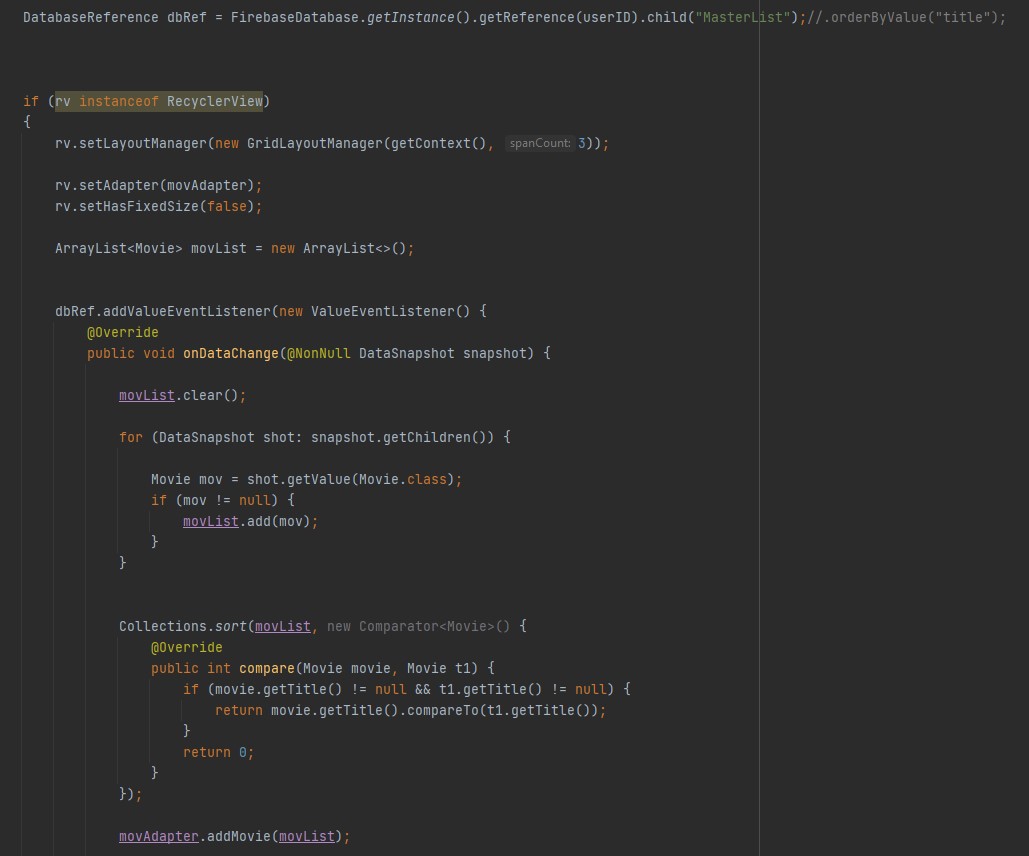 DatabaseReference dbRef = FirebaseDatabase.getInstance().getReference(userID).child("MasterList");//.orderByValue("title");
if (rv instanceof RecyclerView)
{
rv.setLayoutManager(new GridLayoutManager(getContext(), spanCount: 3));
rv.setAdapter(movAdapter);
rv.setHasFixedSize(false);
ArrayList<Movie> movList = new ArrayList<>();
dbRef.addValueEventListener(new ValueEventListener() {
@Override
public void onDataChange(@NonNull DataSnapshot snapshot) {
movList.clear();
for (DataSnapshot shot: snapshot.getChildren()) {
Movie mov = shot.getValue(Movie.class);
if (mov != null) {
movList.add(mov);
}
}
Collections.sort(movList, new Comparator<Movie>() {
@Override
public int compare(Movie movie, Movie t1) {
if (movie.getTitle() != null && t1.getTitle() != null) {
return movie.getTitle().compareTo(t1.getTitle());
}
return 0;
}
});
movAdapter.addMovie(movList);